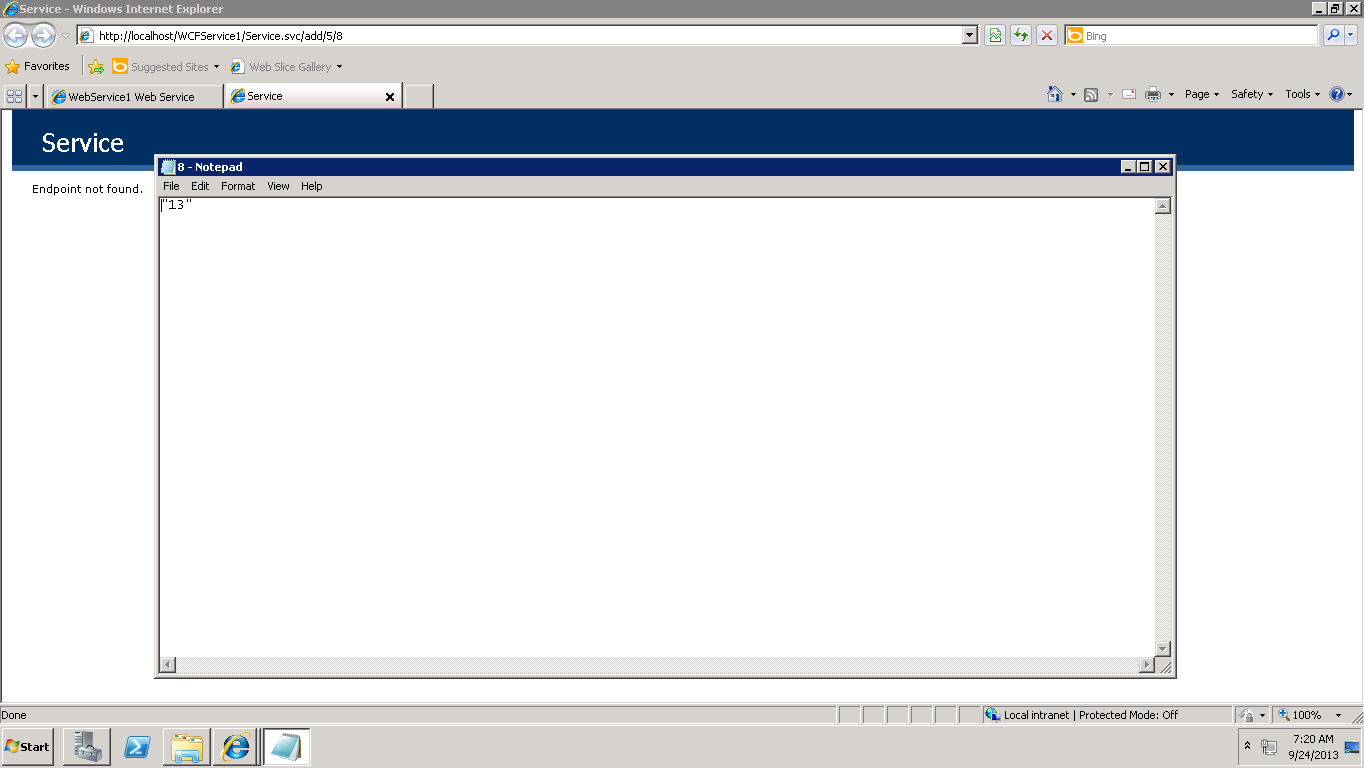 Service - Windows Internet Explorer
http://localhost/WCFService1/Service.svc/add/5/8
Bing
Favorites
Suggested Sites
Web Slice Gallery
WebService1 Web Service
Service
Page
Safety
Tools
Service
Endpoint not found.
8 - Notepad
File Edit Format View Help
"13"
Done
Local intranet | Protected Mode: Off
100%
Start
7:20 AM
9/24/2013